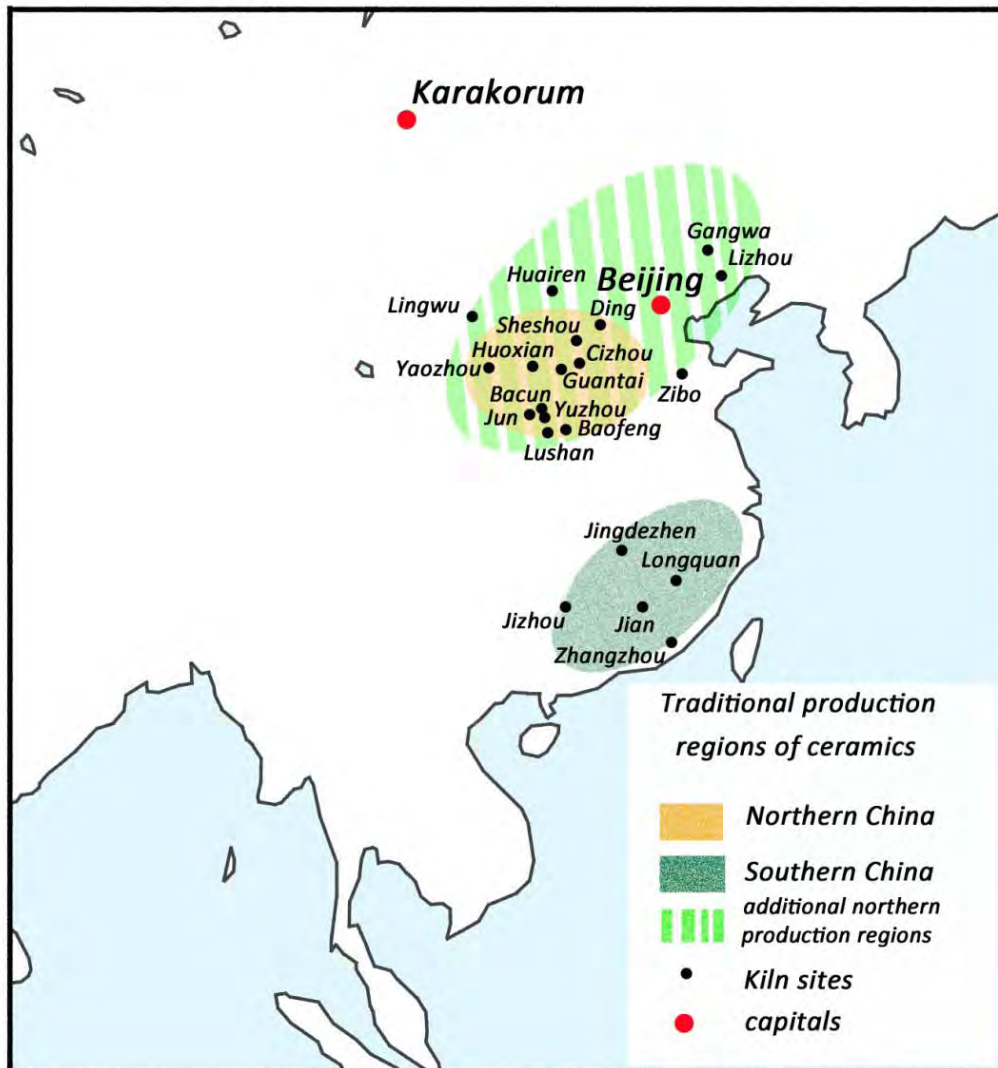 Karakorum
Gangwa
Lizhou
Huairen
Beijing
Lingwu
Ding
Sheshou
Huoxian
Cizhou
Yaozhou
Guantai
Zibo
Bacun
Yuzhou
Jun
Baofeng
Lushan
Jingdezhen
Longquan
Jizhou
Jian
Zhangzhou
Traditional production
regions of ceramics
Northern China
Southern China
additional northern
production regions
Kiln sites
capitals